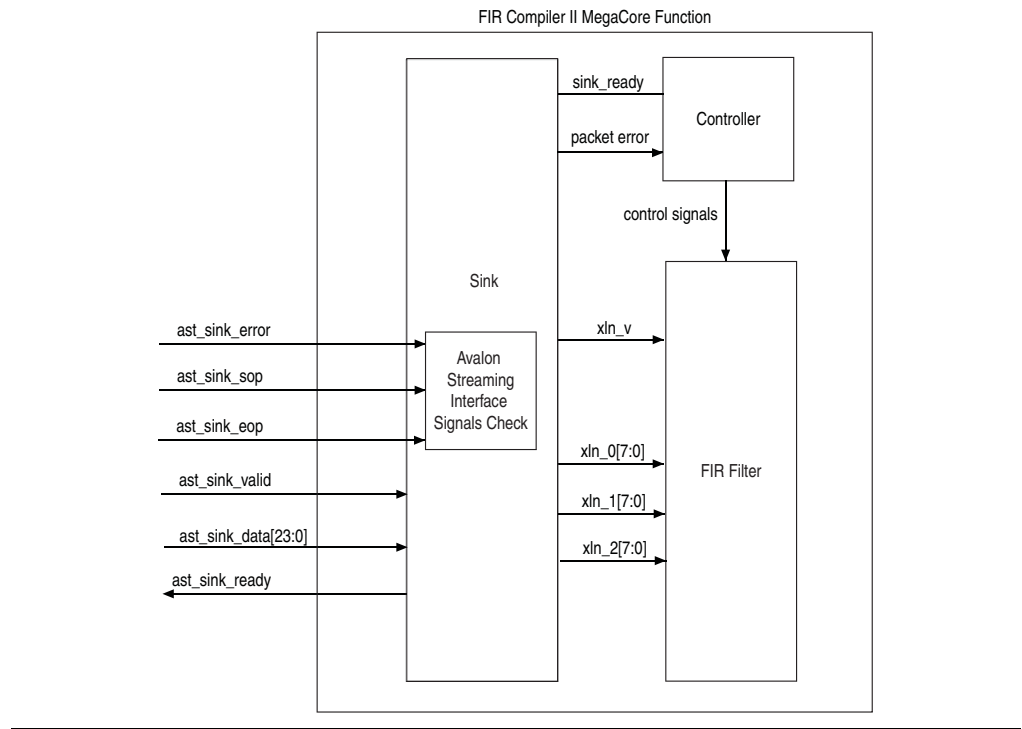 FIR Compiler II MegaCore Function
sink_ready
Controller
packet error
control signals
Sink
ast_sink_error
xln_v
Avalon
Streaming
Interface
Signals Check
ast_sink_sop
ast_sink_eop
xln_0[7:0]
FIR Filter
ast_sink_valid
xln_1[7:0]
ast_sink_data[23:0]
xln_2[7:0]
ast_sink_ready